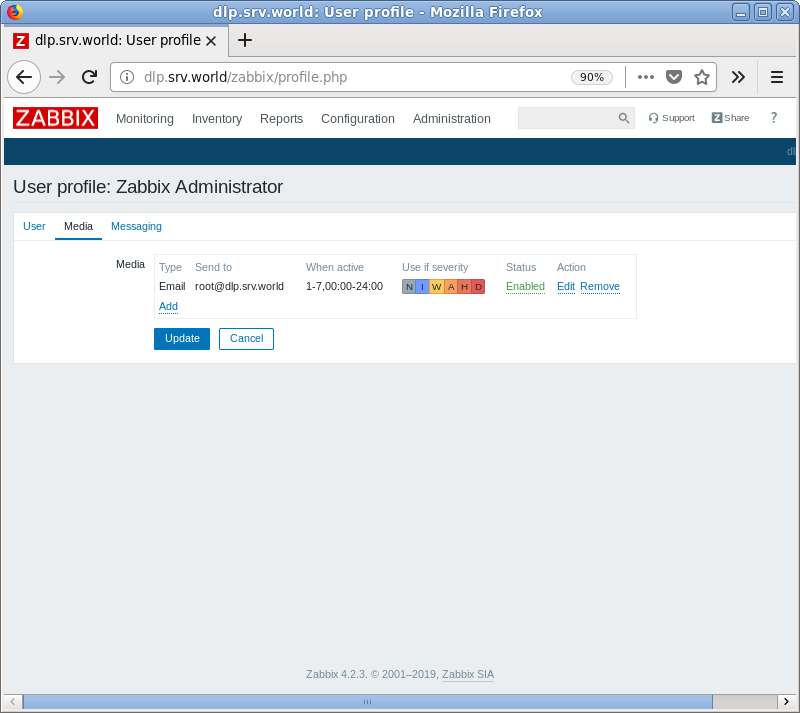 dlp.srv.world: User profile - Mozilla Firefox
Z dlp.srv.world: User profile
dlp.srv.world/zabbix/profile.php 90%
ZABBIX Monitoring Inventory Reports Configuration Administration Support Z Share ?
User profile: Zabbix Administrator
User Media Messaging
Media Type Send to When active Use if severity Status Action
Email root@dlp.srv.world 1-7,00:00-24:00 N I W A H D Enabled Edit Remove
Add
Update Cancel
Zabbix 4.2.3. © 2001–2019, Zabbix SIA